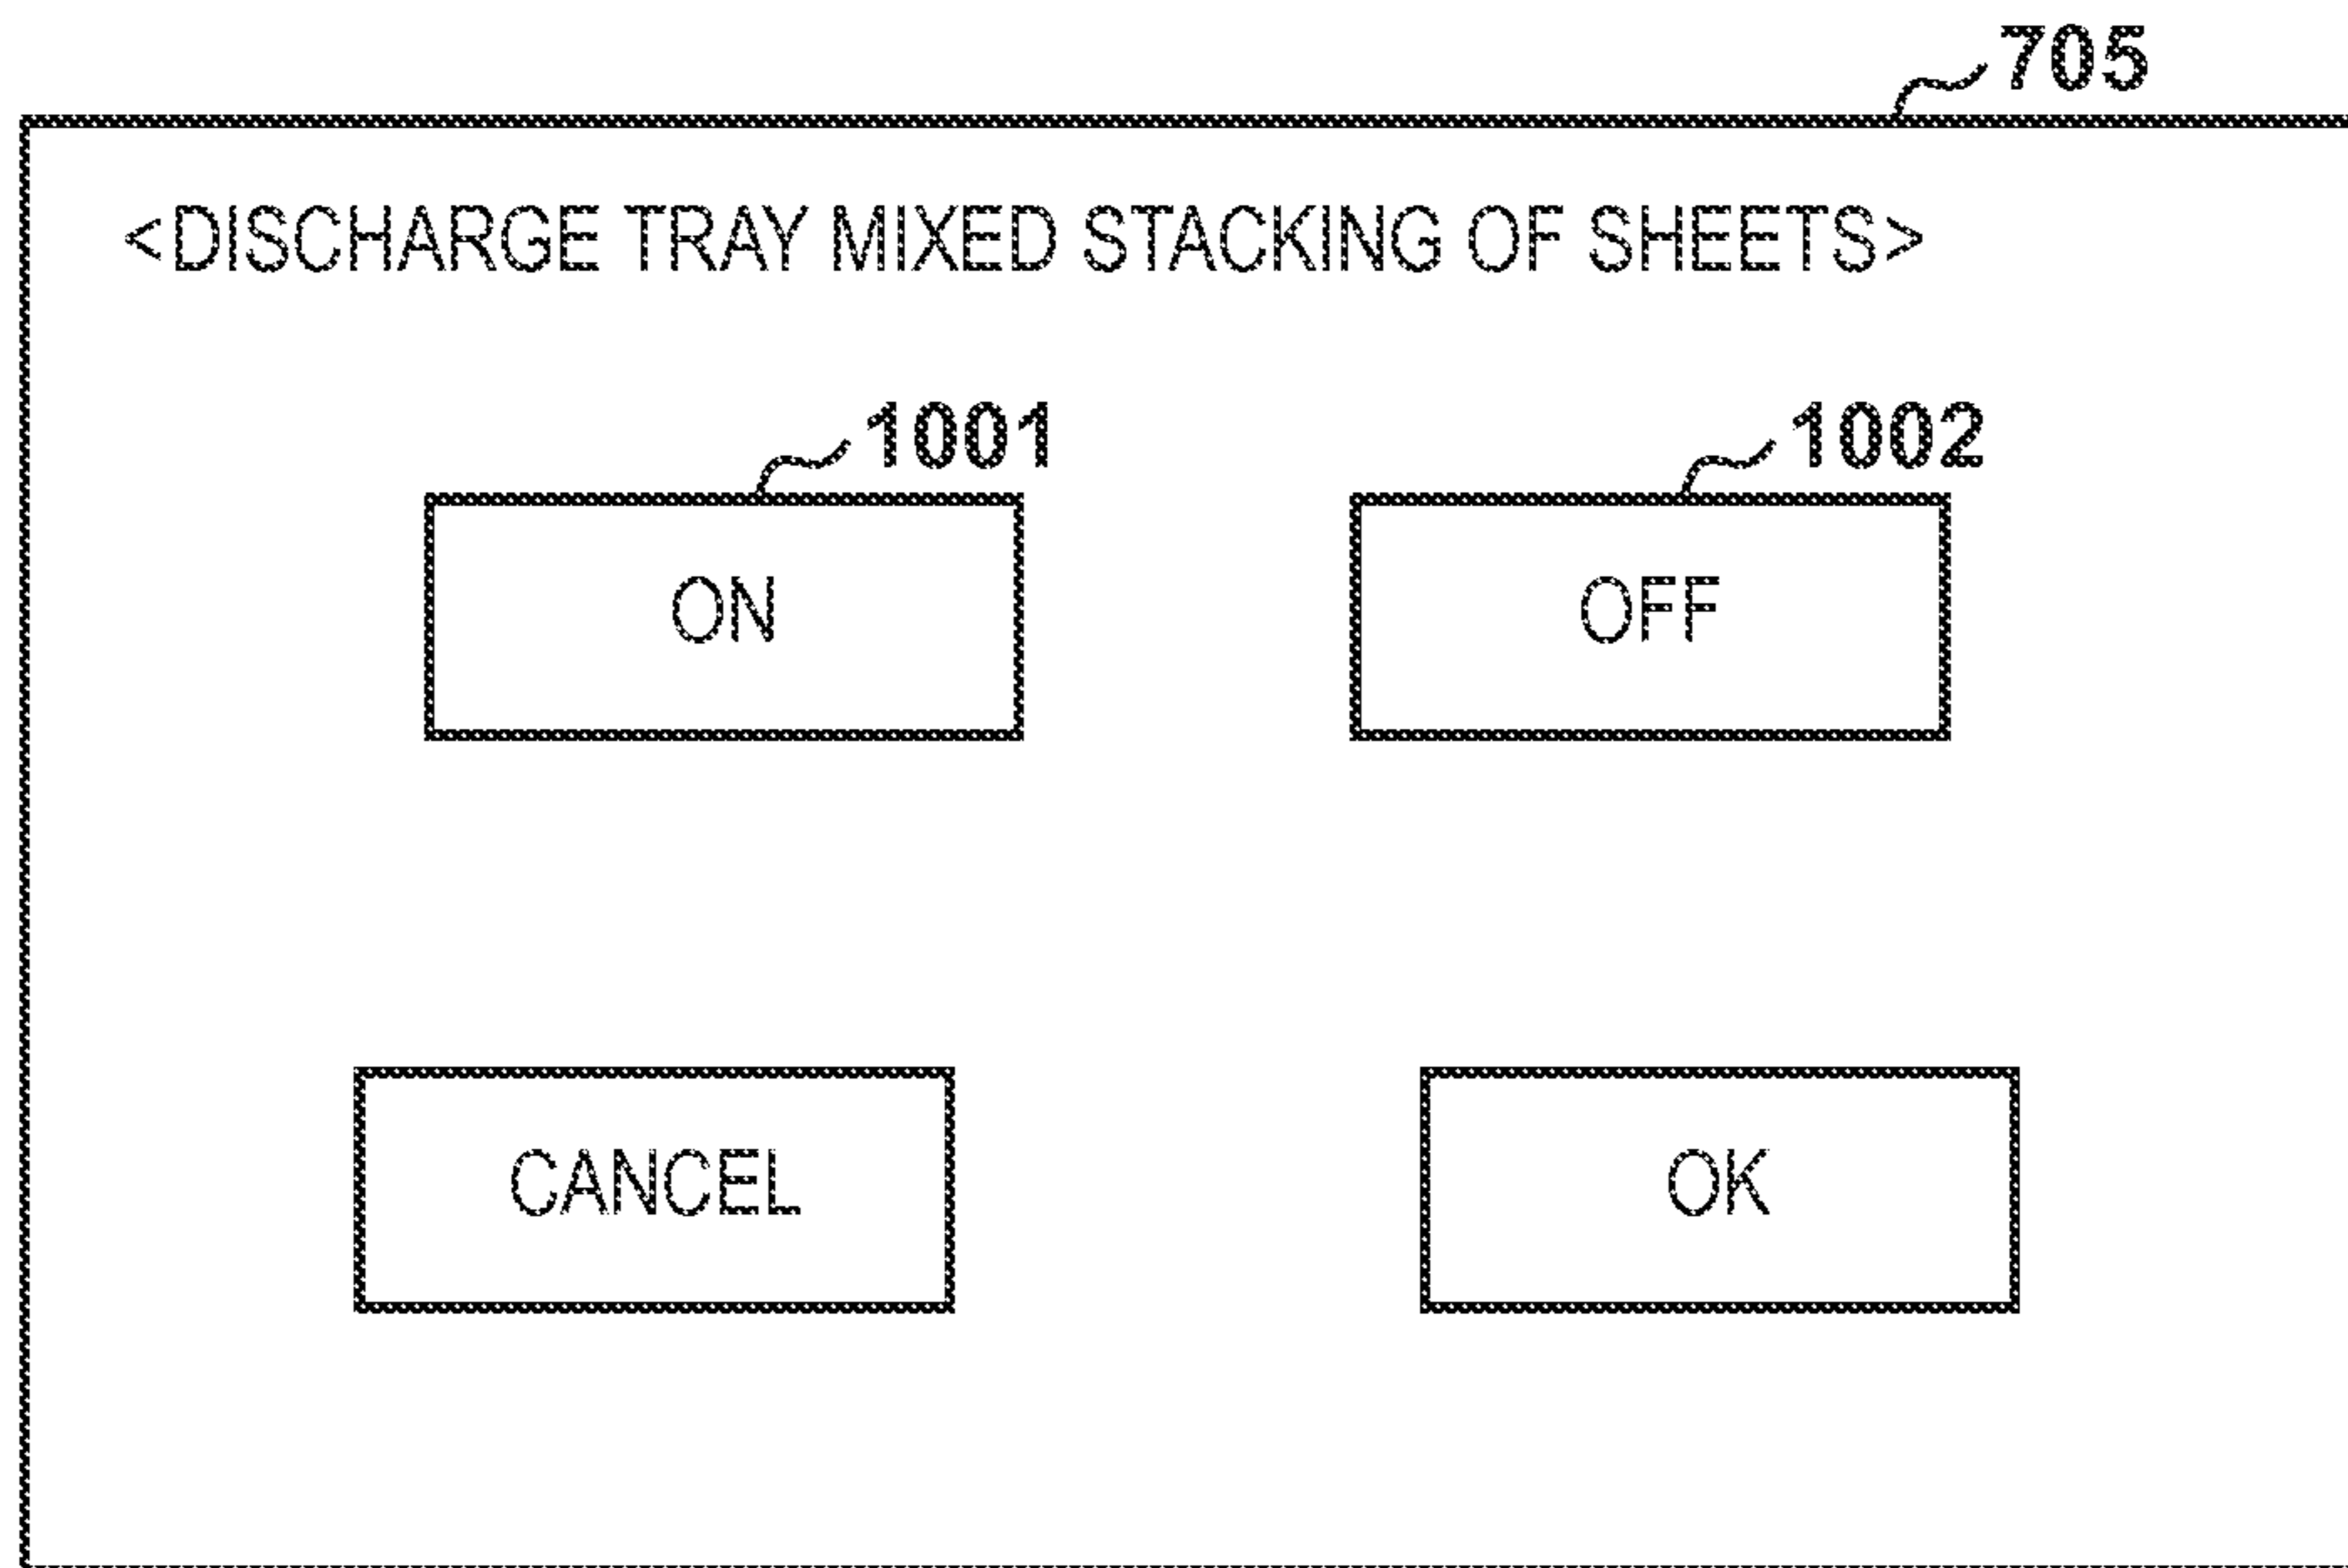 705
<DISCHARGE TRAY MIXED STACKING OF SHEETS>
1001 1002
ON OFF
CANCEL OK